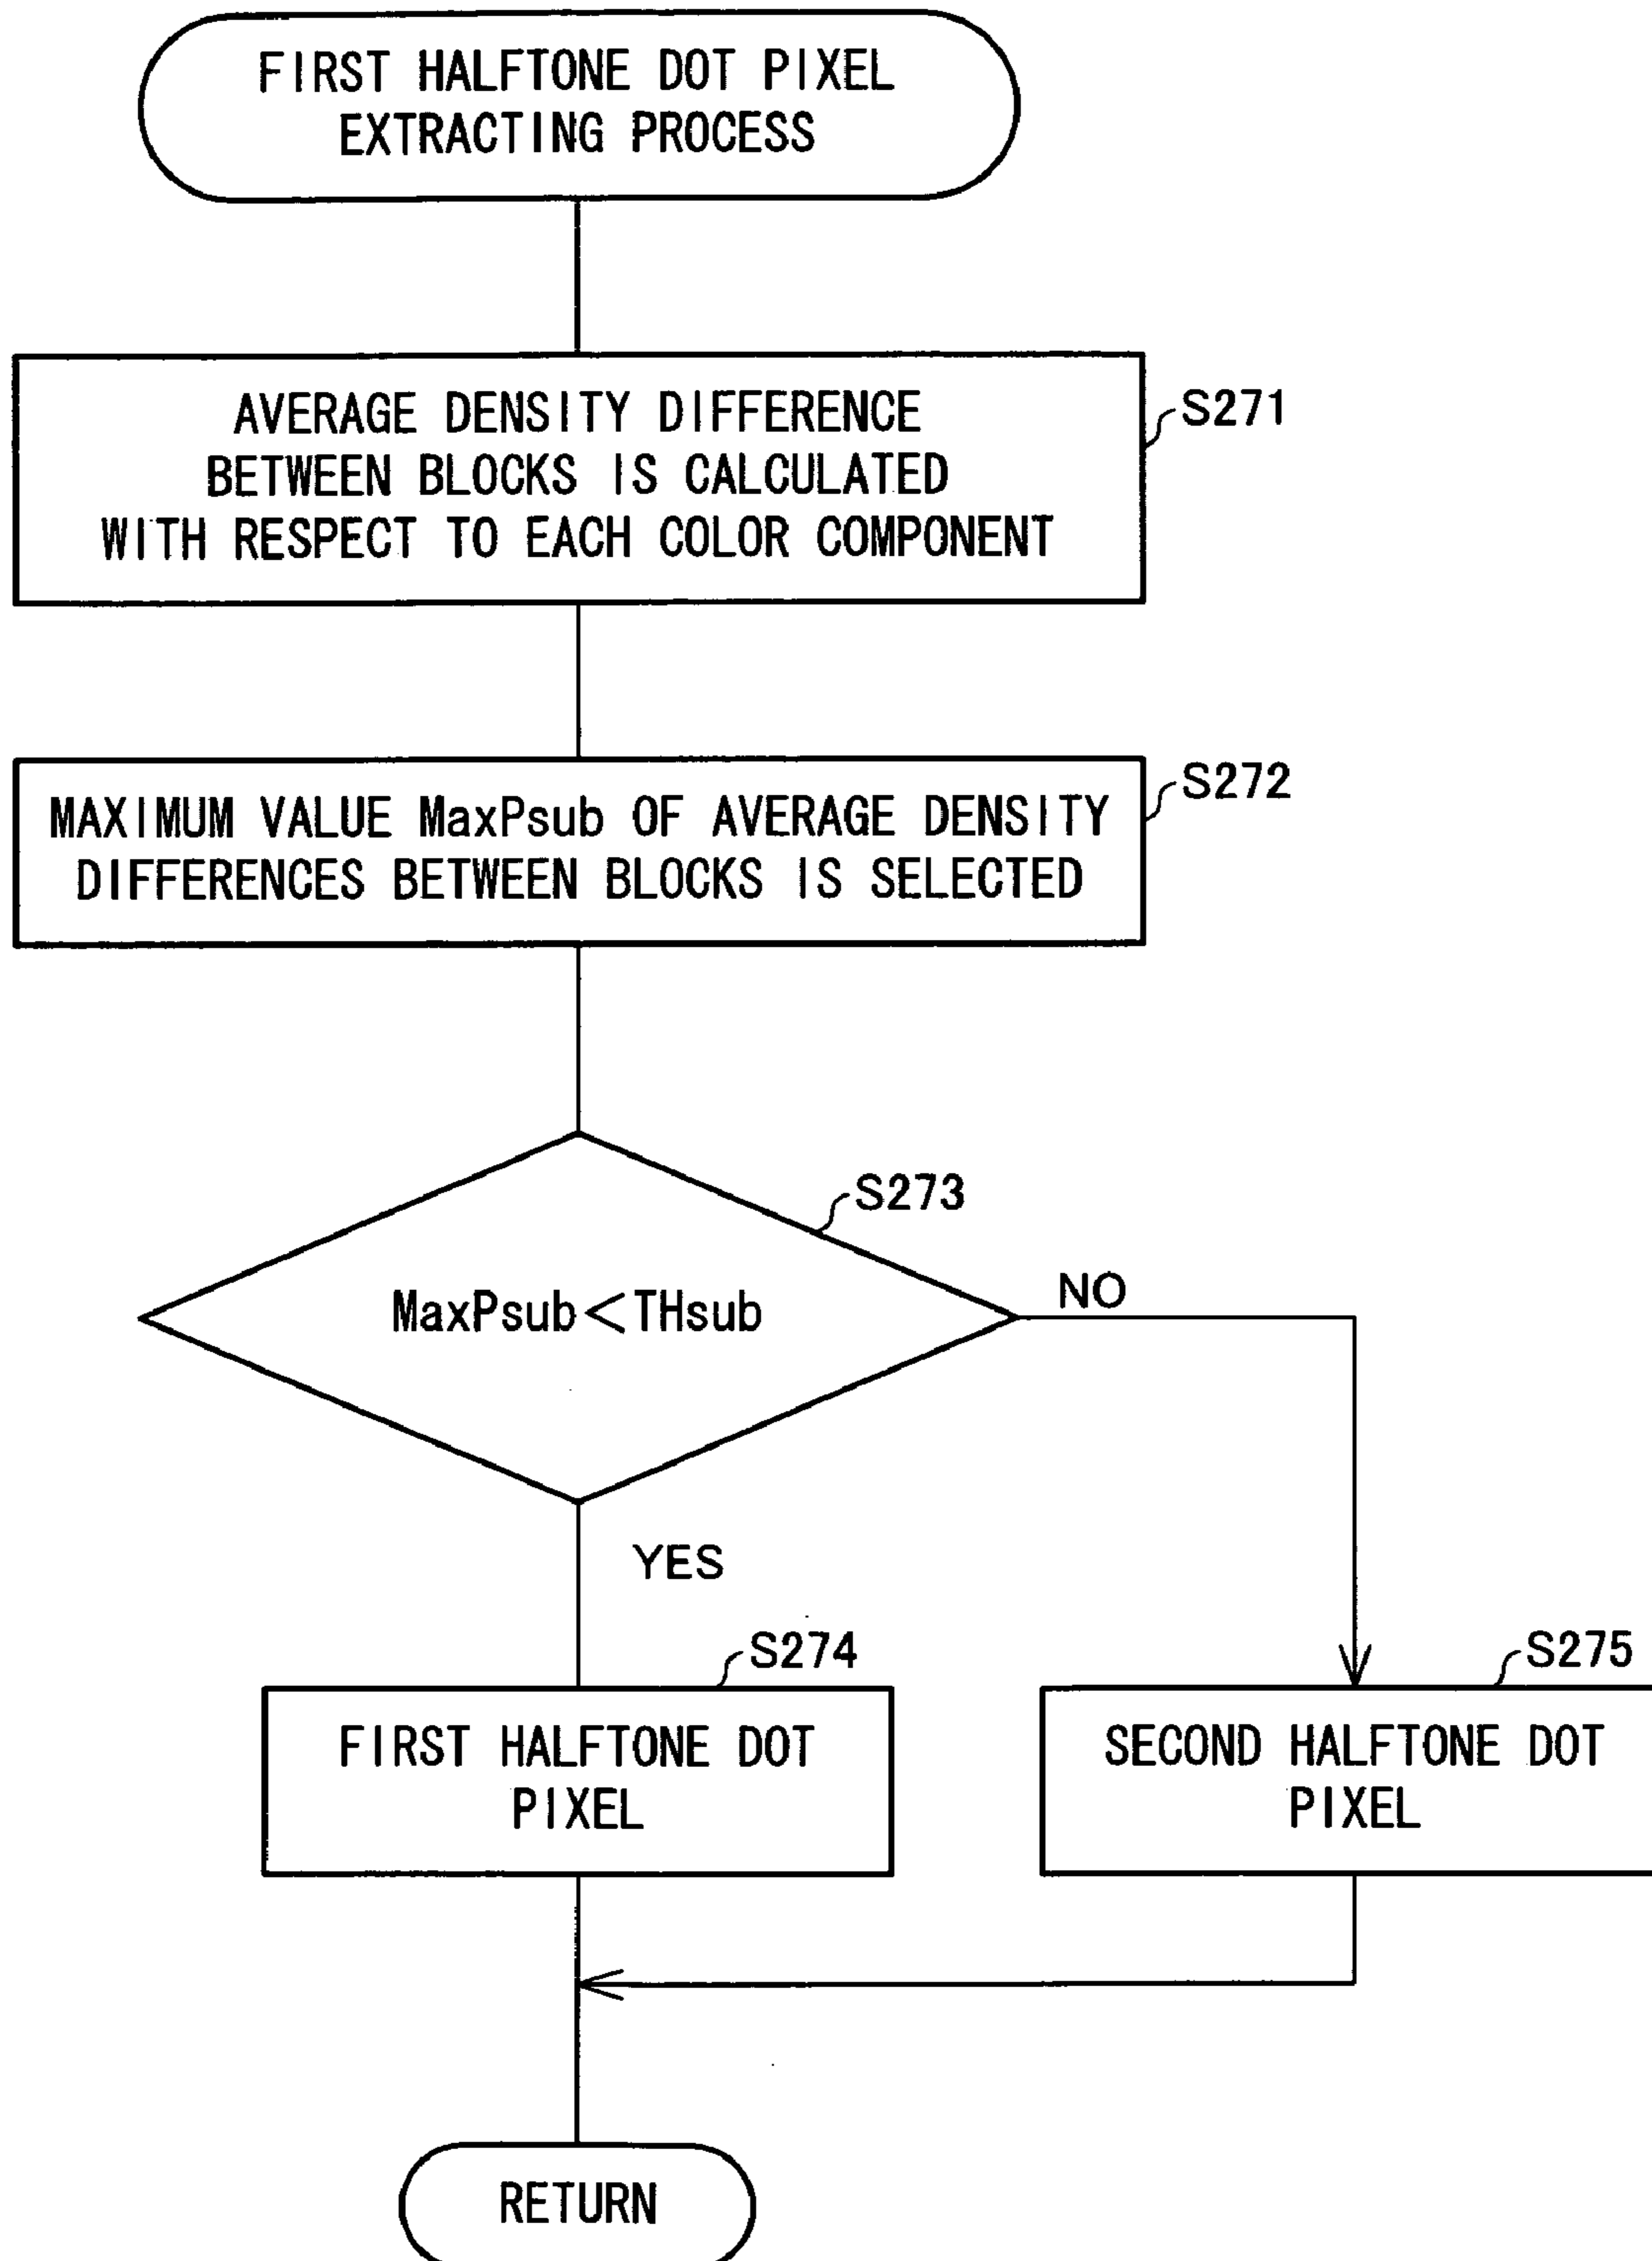 FIRST HALFTONE DOT PIXEL
EXTRACTING PROCESS
AVERAGE DENSITY DIFFERENCE
BETWEEN BLOCKS IS CALCULATED
WITH RESPECT TO EACH COLOR COMPONENT
S271
MAXIMUM VALUE MaxPsub OF AVERAGE DENSITY
DIFFERENCES BETWEEN BLOCKS IS SELECTED
S272
S273
MaxPsub<THsub
NO
YES
S274
FIRST HALFTONE DOT
PIXEL
S275
SECOND HALFTONE DOT
PIXEL
RETURN